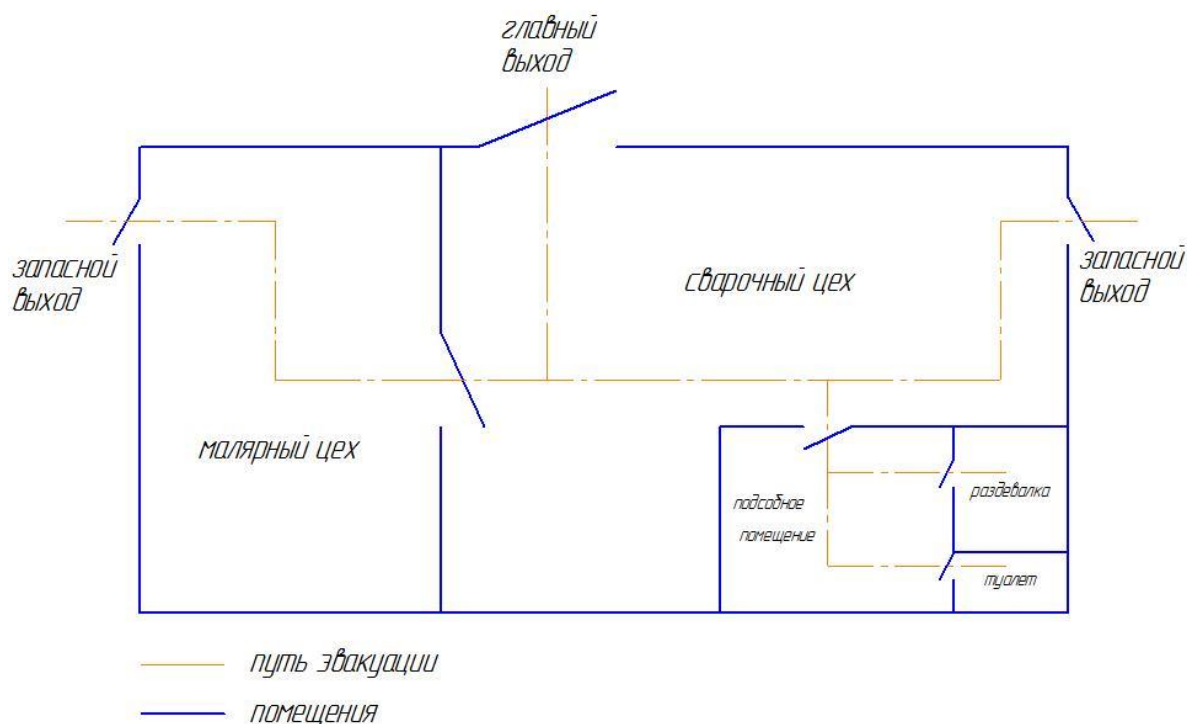 главный
выход
запасной
выход
сварочный цех
запасной
выход
малярный цех
подсобное
помещение
раздевалка
туалет
путь эвакуации
помещения